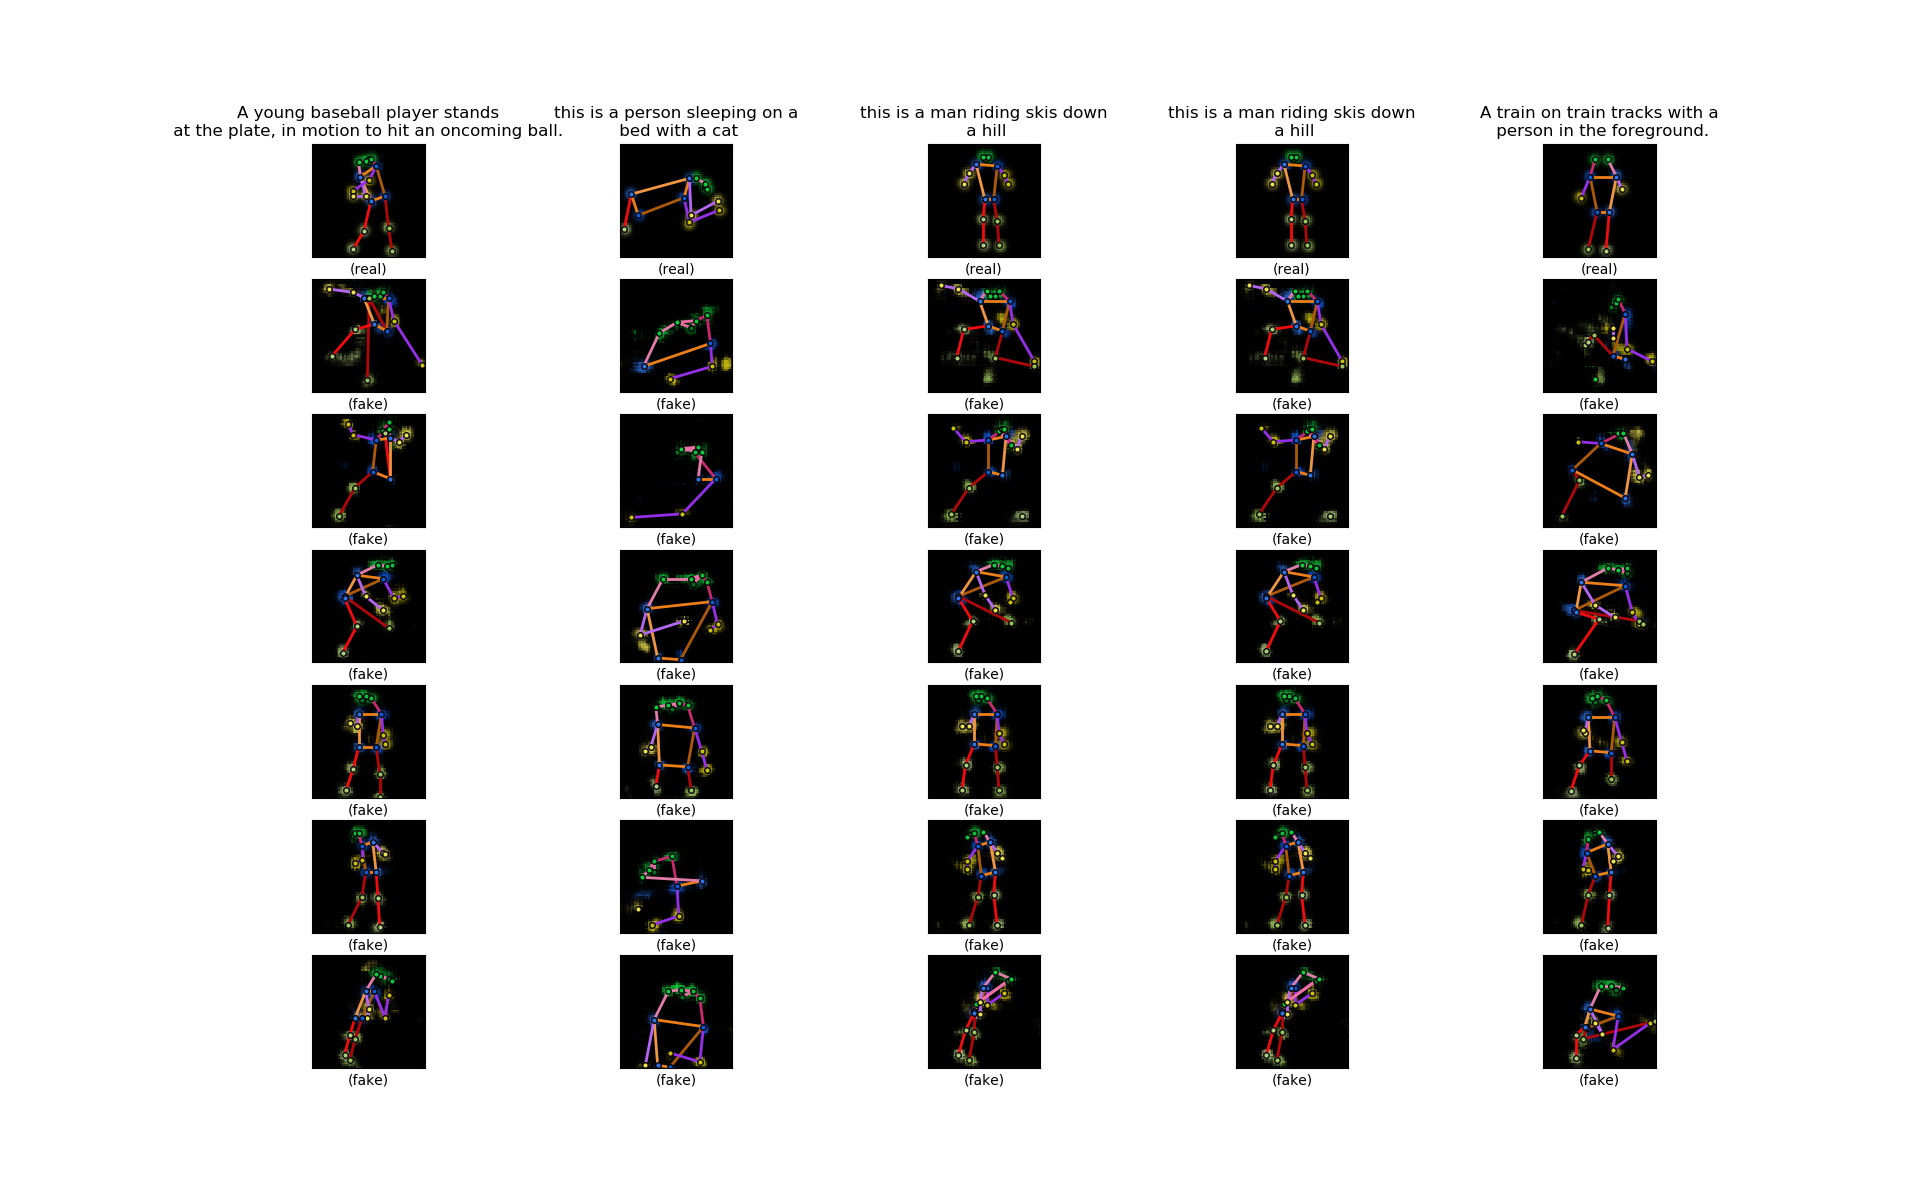 A young baseball player stands
at the plate, in motion to hit an oncoming ball.
this is a person sleeping on a
bed with a cat
this is a man riding skis down
a hill
this is a man riding skis down
a hill
A train on train tracks with a
person in the foreground.
(real) (real) (real) (real) (real)
(fake) (fake) (fake) (fake) (fake)
(fake) (fake) (fake) (fake) (fake)
(fake) (fake) (fake) (fake) (fake)
(fake) (fake) (fake) (fake) (fake)
(fake) (fake) (fake) (fake) (fake)
(fake) (fake) (fake) (fake) (fake)